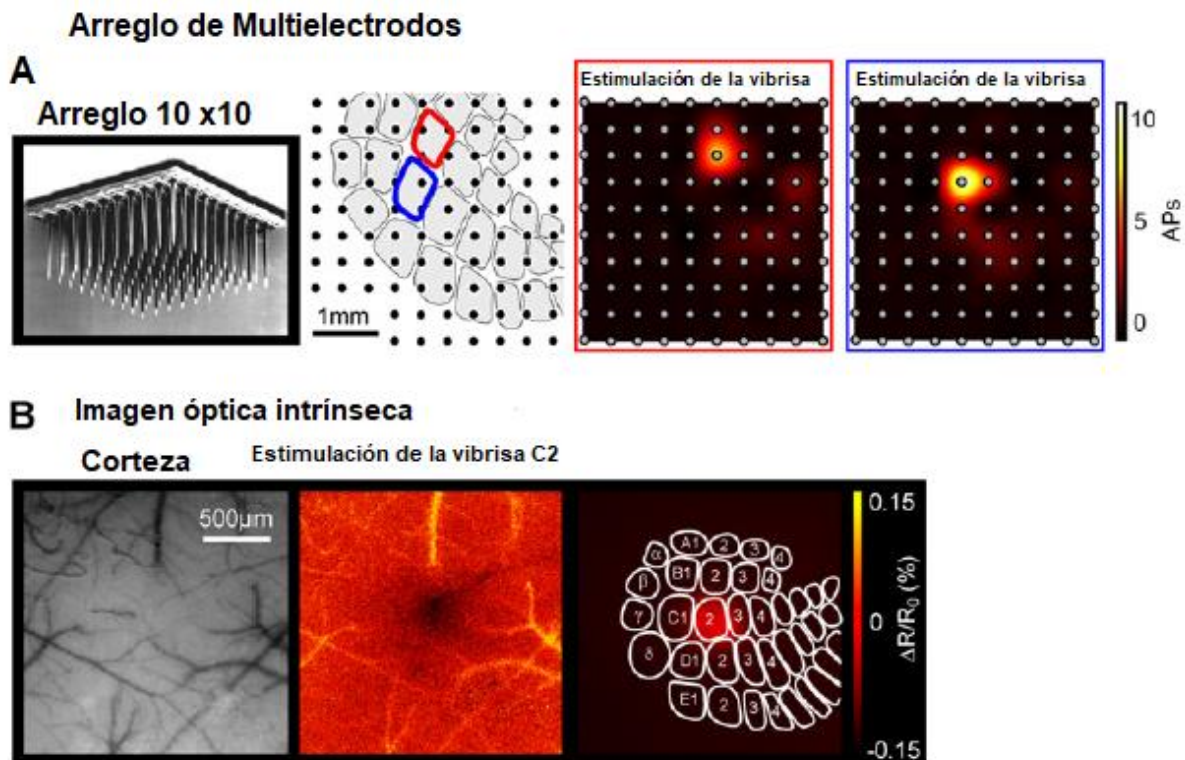 Arreglo de Multielectrodos
A
Arreglo 10 x10
1mm
Estimulación de la vibrisa
Estimulación de la vibrisa
10
5
0
APs
B
Imagen óptica intrínseca
Corteza
Estimulación de la vibrisa C2
500µm
α
A1
2
3
4
β
B1
2
3
4
γ
C1
2
3
4
δ
D1
2
3
4
E1
2
3
4
0.15
0
-0.15
ΔR/R₀ (%)